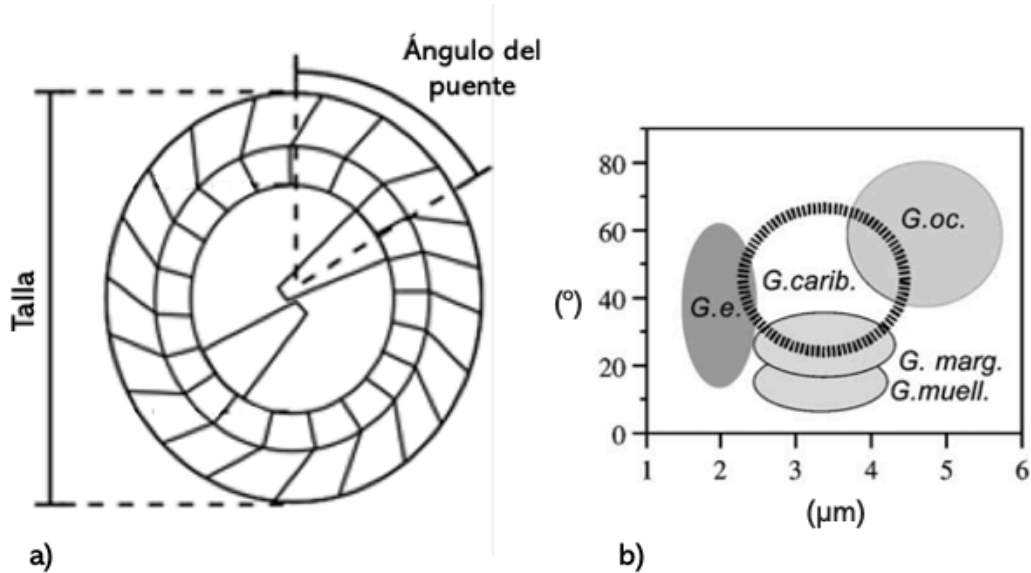 Ángulo del
puente
Talla
a)
80
60
40
20
0
(º)
G.oc.
G.carib.
G.e.
G. marg.
G.muell.
1 2 3 4 5 6
(μm)
b)